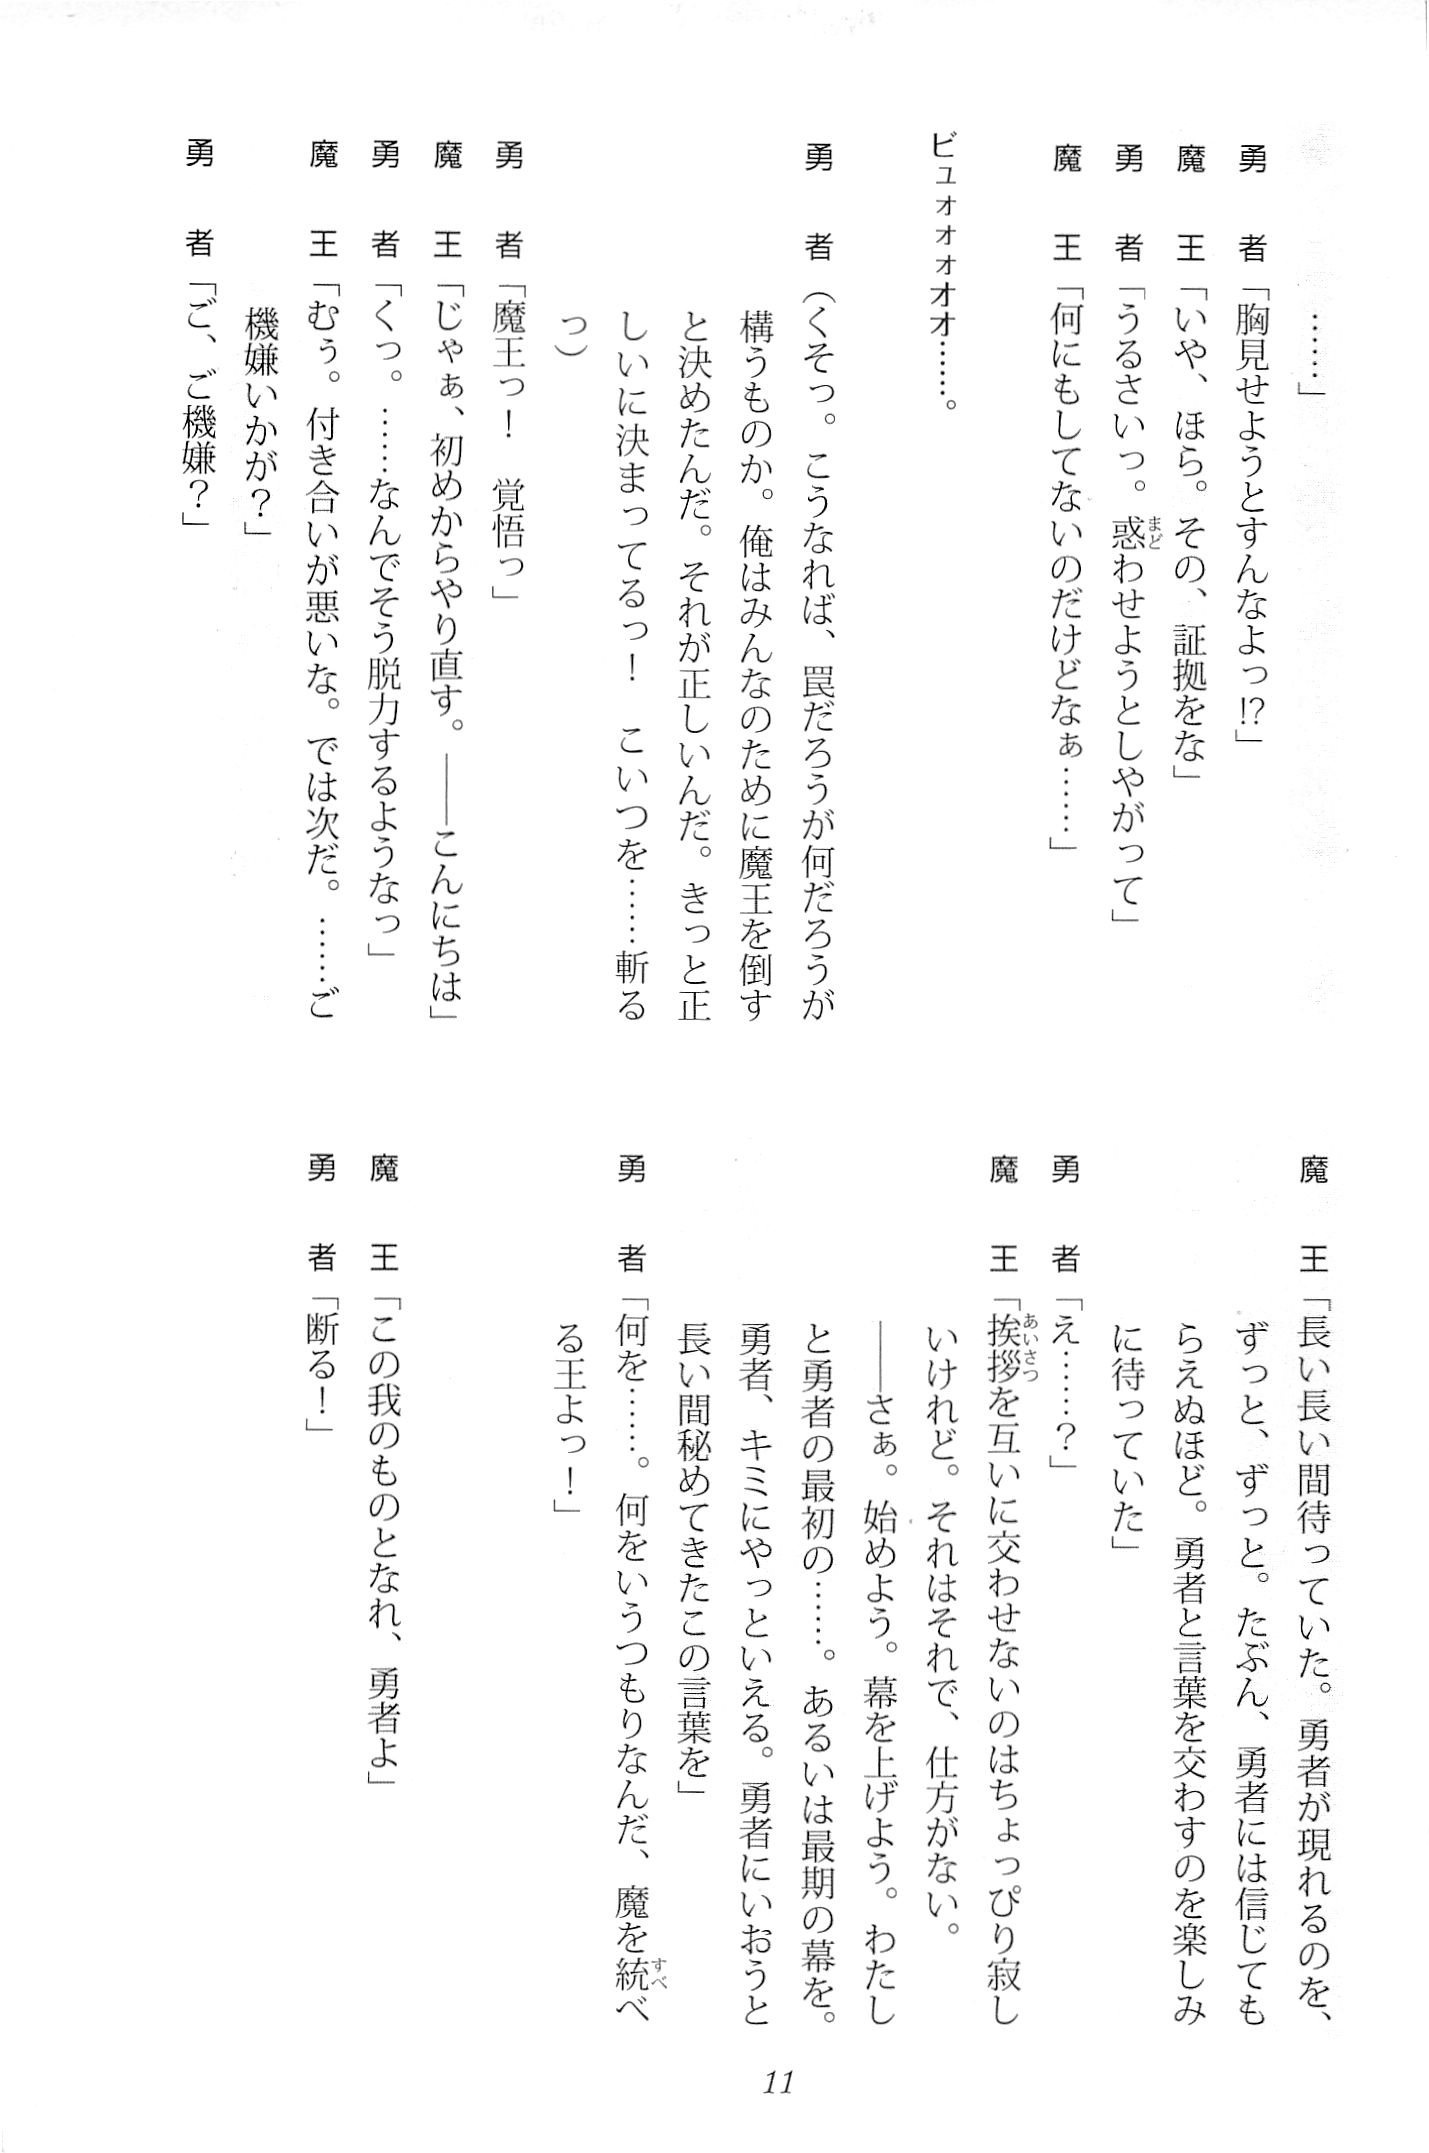 ……」
勇　者「胸見せようとすんなよっ!?」
魔　王「いや、ほら。その、証拠をな」
勇　者「うるさいっ。惑わせようとしやがって」
魔　王「何にもしてないのだけどなぁ……」
ビュォォォオオ……。
勇　者（くそっ。こうなれば、罠だろうが何だろうが
構うものか。俺はみんなのために魔王を倒す
と決めたんだ。それが正しいんだ。きっと正
しいに決まってるっ！　こいつを……斬る
っ）
勇　者「魔王っ！　覚悟っ」
魔　王「じゃぁ、初めからやり直す。――こんにちは」
勇　者「くっ。……なんでそう脱力するようなっ」
魔　王「むぅ。付き合いが悪いな。では次だ。……ご
機嫌いかが？」
勇　者「ご、ご機嫌？」
魔　王「長い長い間待っていた。勇者が現れるのを、
ずっと、ずっと。たぶん、勇者には信じても
らえぬほど。勇者と言葉を交わすのを楽しみ
に待っていた」
勇　者「え……？」
魔　王「挨拶を互いに交わせないのはちょっぴり寂し
いけれど。それはそれで、仕方がない。
――さぁ。始めよう。幕を上げよう。わたし
と勇者の最初の……。あるいは最期の幕を。
勇者、キミにやっといえる。勇者にいおうと
長い間秘めてきたこの言葉を」
勇　者「何を……。何をいうつもりなんだ、魔を統べ
る王よっ！」
魔　王「この我のものとなれ、勇者よ」
勇　者「断る！」
11